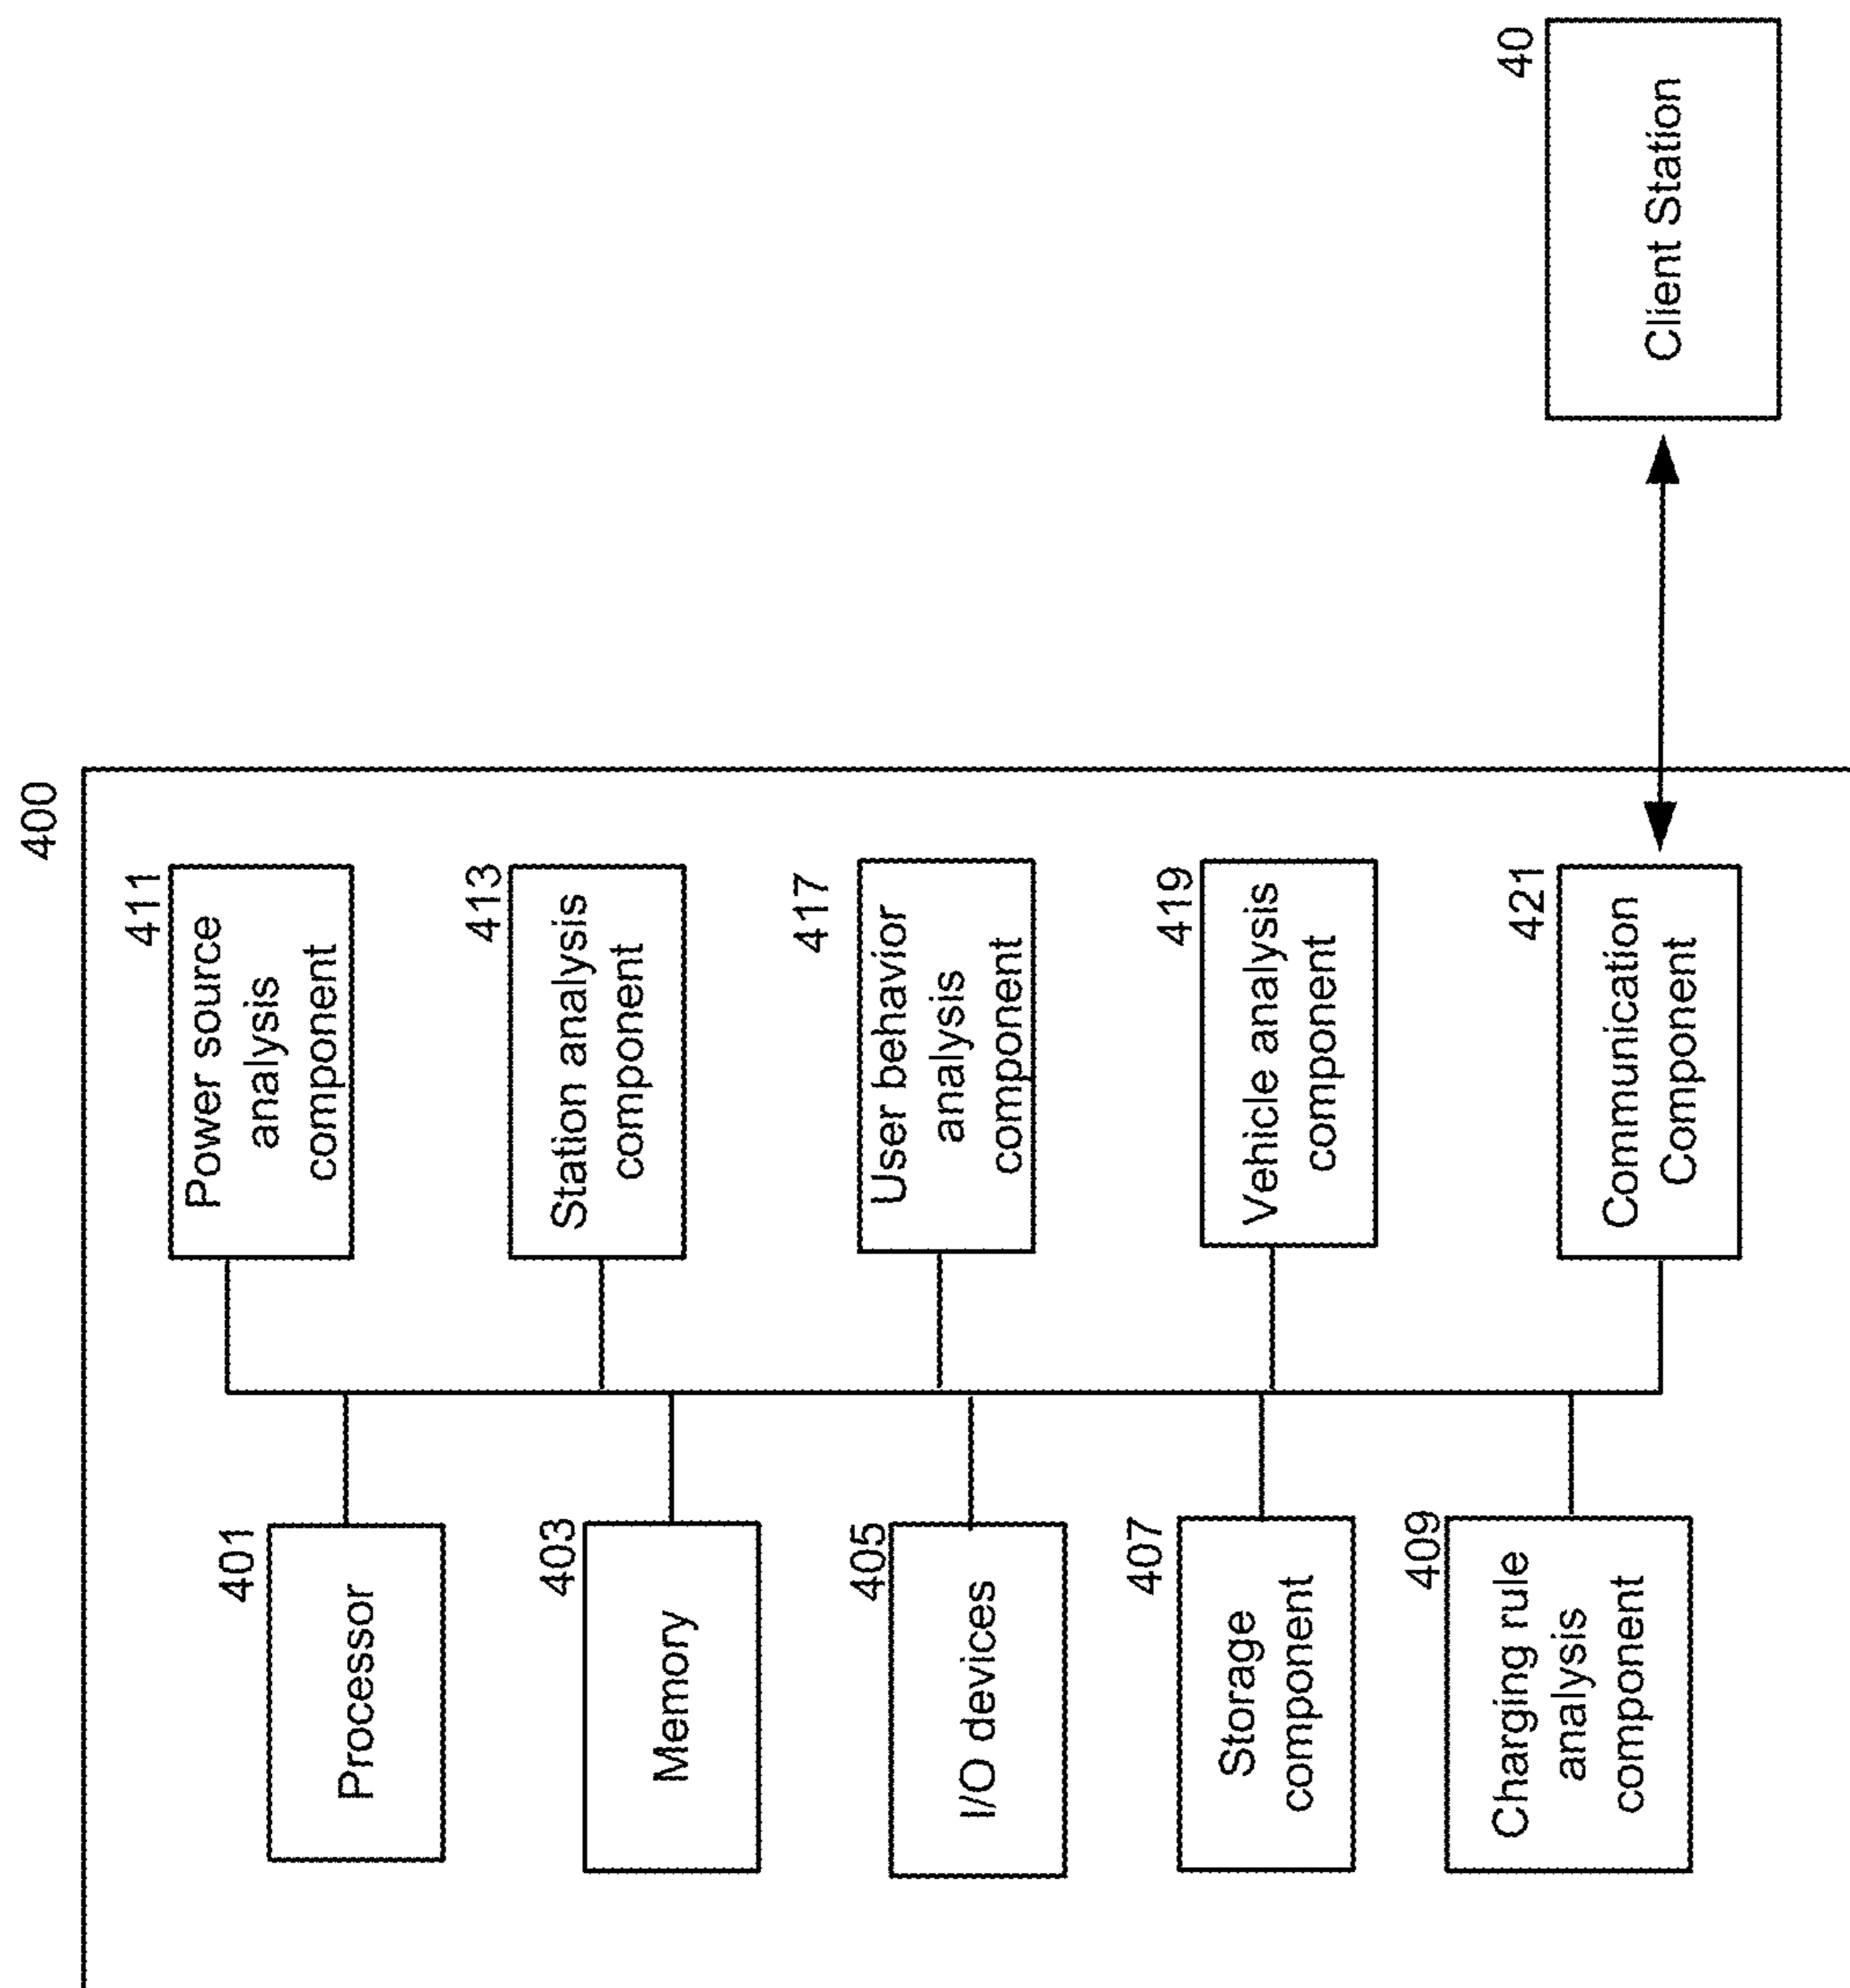 400
401
Processor
403
Memory
405
I/O devices
407
Storage
component
409
Charging rule
analysis
component
411
Power source
analysis
component
413
Station analysis
component
417
User behavior
analysis
component
419
Vehicle analysis
component
421
Communication
Component
40
Client Station